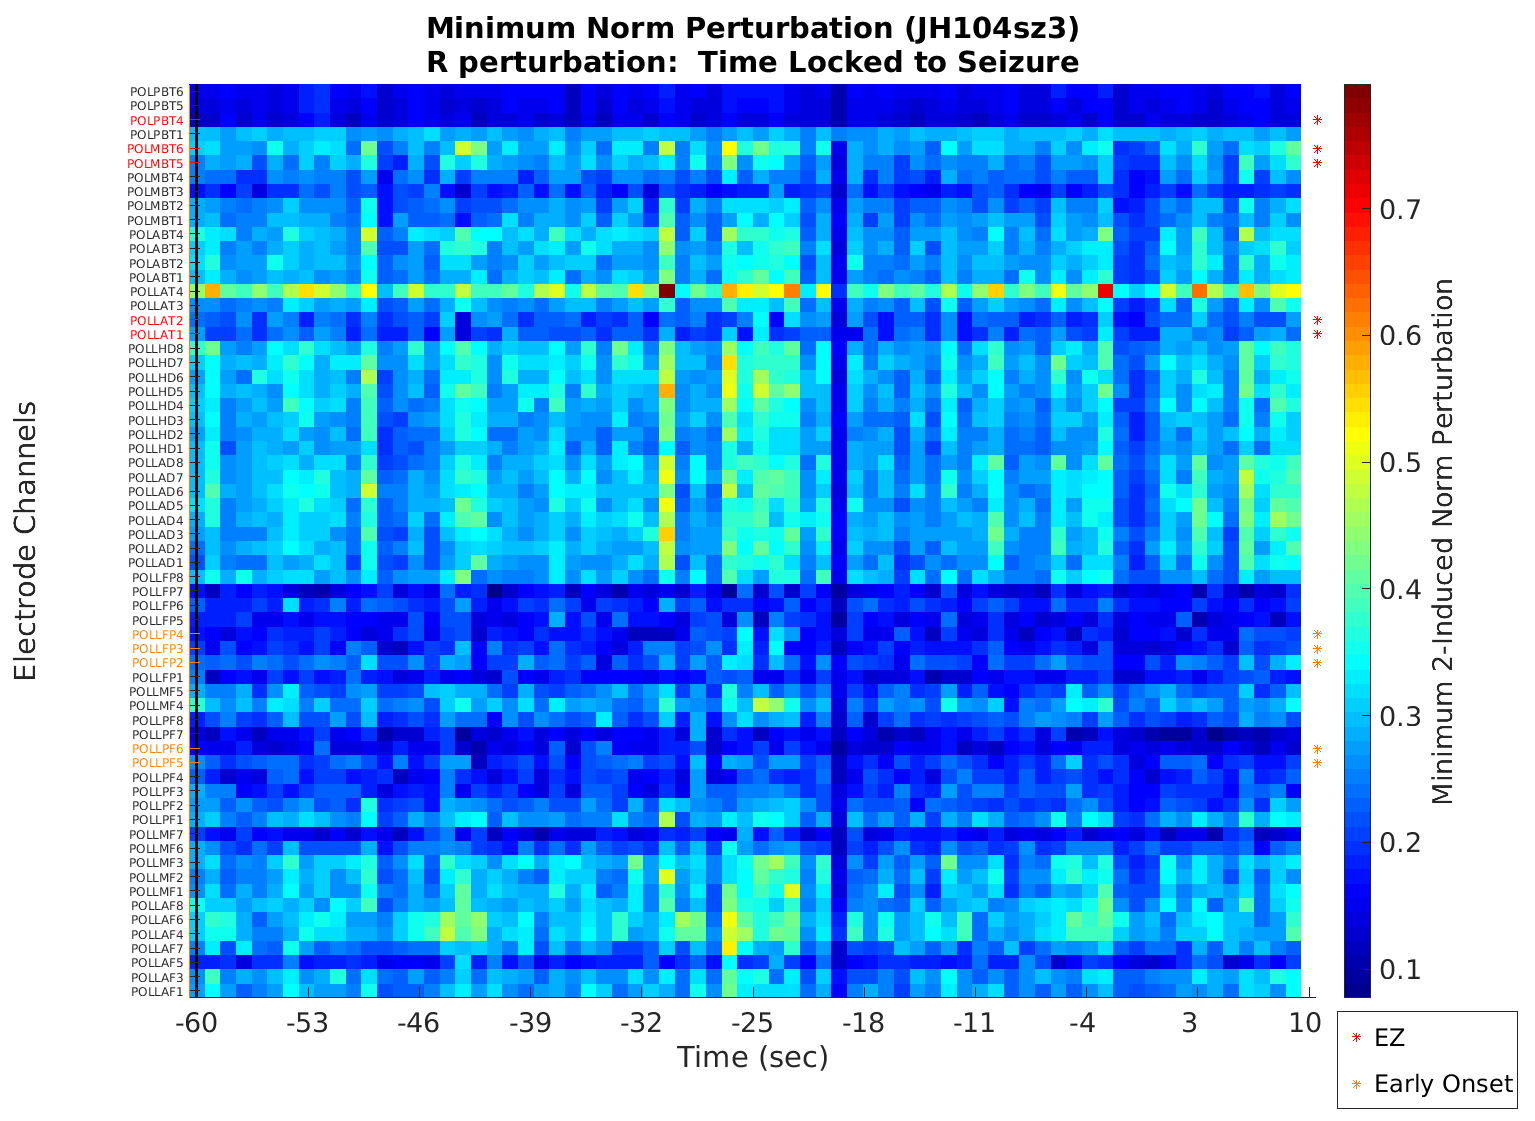 Minimum Norm Perturbation (JH104sz3)
R perturbation:  Time Locked to Seizure
Electrode Channels
POLPBT6
POLPBT5
POLPBT4
POLPBT1
POLMBT6
POLMBT5
POLMBT4
POLMBT3
POLMBT2
POLMBT1
POLABT4
POLABT3
POLABT2
POLABT1
POLLAT4
POLLAT3
POLLAT2
POLLAT1
POLLHD8
POLLHD7
POLLHD6
POLLHD5
POLLHD4
POLLHD3
POLLHD2
POLLHD1
POLLAD8
POLLAD7
POLLAD6
POLLAD5
POLLAD4
POLLAD3
POLLAD2
POLLAD1
POLLFP8
POLLFP7
POLLFP6
POLLFP5
POLLFP4
POLLFP3
POLLFP2
POLLFP1
POLLMF5
POLLMF4
POLLPF8
POLLPF7
POLLPF6
POLLPF5
POLLPF4
POLLPF3
POLLPF2
POLLPF1
POLLMF7
POLLMF6
POLLMF3
POLLMF2
POLLMF1
POLLAF8
POLLAF6
POLLAF4
POLLAF7
POLLAF5
POLLAF3
POLLAF1
-60 -53 -46 -39 -32 -25 -18 -11 -4 3 10
Time (sec)
0.7
0.6
0.5
0.4
0.3
0.2
0.1
Minimum 2-Induced Norm Perturbation
EZ
Early Onset